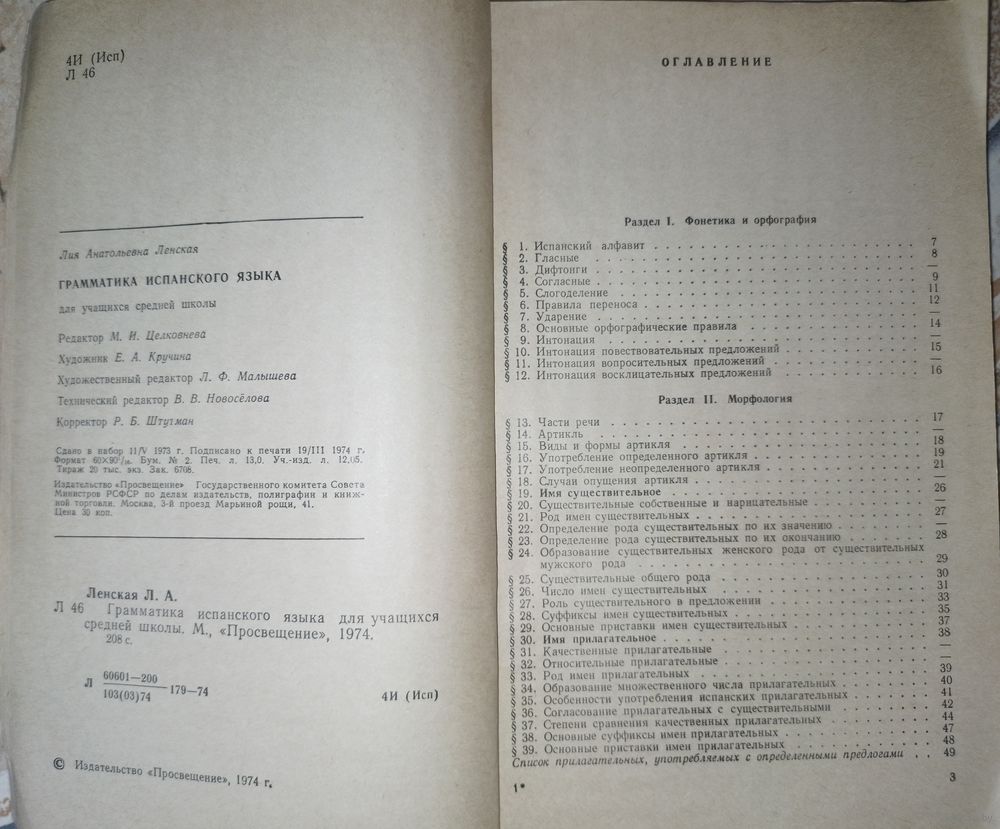 4И (Исп)
Л 46
Лия Анатольевна Ленская
ГРАММАТИКА ИСПАНСКОГО ЯЗЫКА
для учащихся средней школы
Редактор М. И. Целковнева
Художник Е. А. Кручина
Художественный редактор Л. Ф. Малышева
Технический редактор В. В. Новосёлова
Корректор Р. Б. Штутман
Сдано в набор 11/V 1973 г. Подписано к печати 19/III 1974 г.
Формат 60×90¹/₁₆. Бум. № 2. Печ. л. 13,0. Уч.-изд. л. 12,05.
Тираж 20 тыс. экз. Зак. 6708.
Издательство «Просвещение» Государственного комитета Совета
Министров РСФСР по делам издательств, полиграфии и книж-
ной торговли. Москва, 3-й проезд Марьиной рощи, 41.
Цена 30 коп.
Ленская Л. А.
Л 46 Грамматика испанского языка для учащихся
средней школы. М., «Просвещение», 1974.
208 с.
Л 60601—200
103(03)74 179—74
4И (Исп)
© Издательство «Просвещение», 1974 г.
ОГЛАВЛЕНИЕ
Раздел I. Фонетика и орфография
§ 1. Испанский алфавит . . . 7
§ 2. Гласные . . . 8
§ 3. Дифтонги . . . —
§ 4. Согласные . . . 9
§ 5. Слогоделение . . . 11
§ 6. Правила переноса . . . 12
§ 7. Ударение . . . —
§ 8. Основные орфографические правила . . . 14
§ 9. Интонация . . . —
§ 10. Интонация повествовательных предложений . . . 15
§ 11. Интонация вопросительных предложений . . . —
§ 12. Интонация восклицательных предложений . . . 16
Раздел II. Морфология
§ 13. Части речи . . . 17
§ 14. Артикль . . . —
§ 15. Виды и формы артикля . . . 18
§ 16. Употребление определенного артикля . . . 19
§ 17. Употребление неопределенного артикля . . . 21
§ 18. Случаи опущения артикля . . . —
§ 19. Имя существительное . . . 26
§ 20. Существительные собственные и нарицательные . . . —
§ 21. Род имен существительных . . . 27
§ 22. Определение рода существительных по их значению . . . —
§ 23. Определение рода существительных по их окончанию . . . 28
§ 24. Образование существительных женского рода от существительных
мужского рода . . . 29
§ 25. Существительные общего рода . . . 30
§ 26. Число имен существительных . . . 31
§ 27. Роль существительного в предложении . . . 33
§ 28. Суффиксы имен существительных . . . 35
§ 29. Основные приставки имен существительных . . . 37
§ 30. Имя прилагательное . . . 38
§ 31. Качественные прилагательные . . . —
§ 32. Относительные прилагательные . . . —
§ 33. Род имен прилагательных . . . 39
§ 34. Образование множественного числа прилагательных . . . 40
§ 35. Особенности употребления испанских прилагательных . . . 41
§ 36. Согласование прилагательных с существительными . . . 42
§ 37. Степени сравнения качественных прилагательных . . . 44
§ 38. Основные суффиксы имен прилагательных . . . 47
§ 39. Основные приставки имен прилагательных . . . 48
Список прилагательных, употребляемых с определенными предлогами . . 49
1*
3